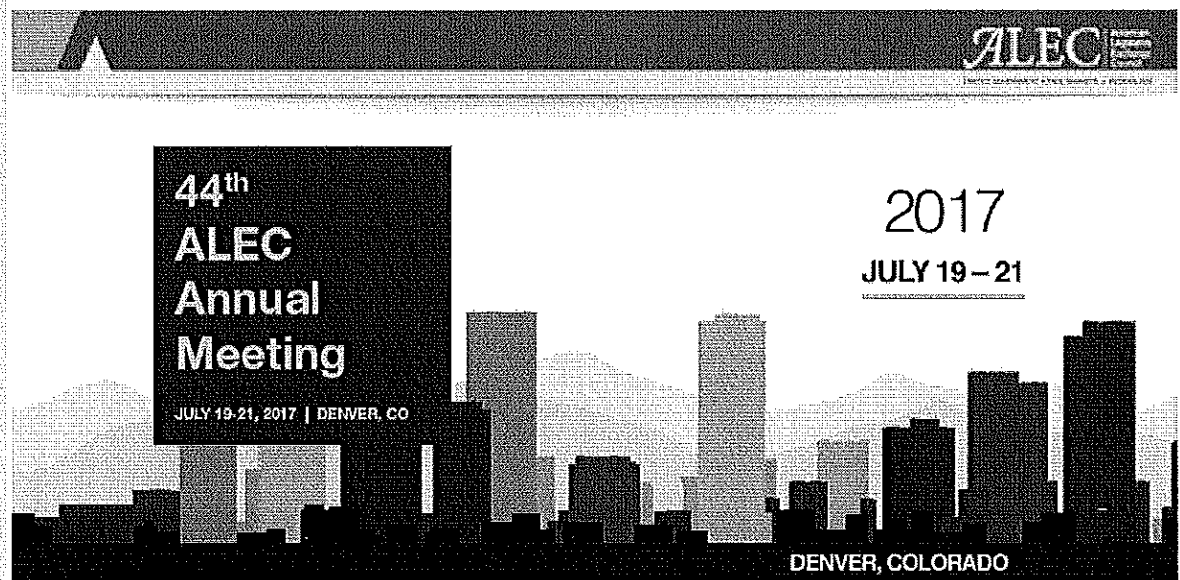 ALEC
44th
ALEC
Annual
Meeting
JULY 19-21, 2017 | DENVER, CO
2017
JULY 19 – 21
DENVER, COLORADO